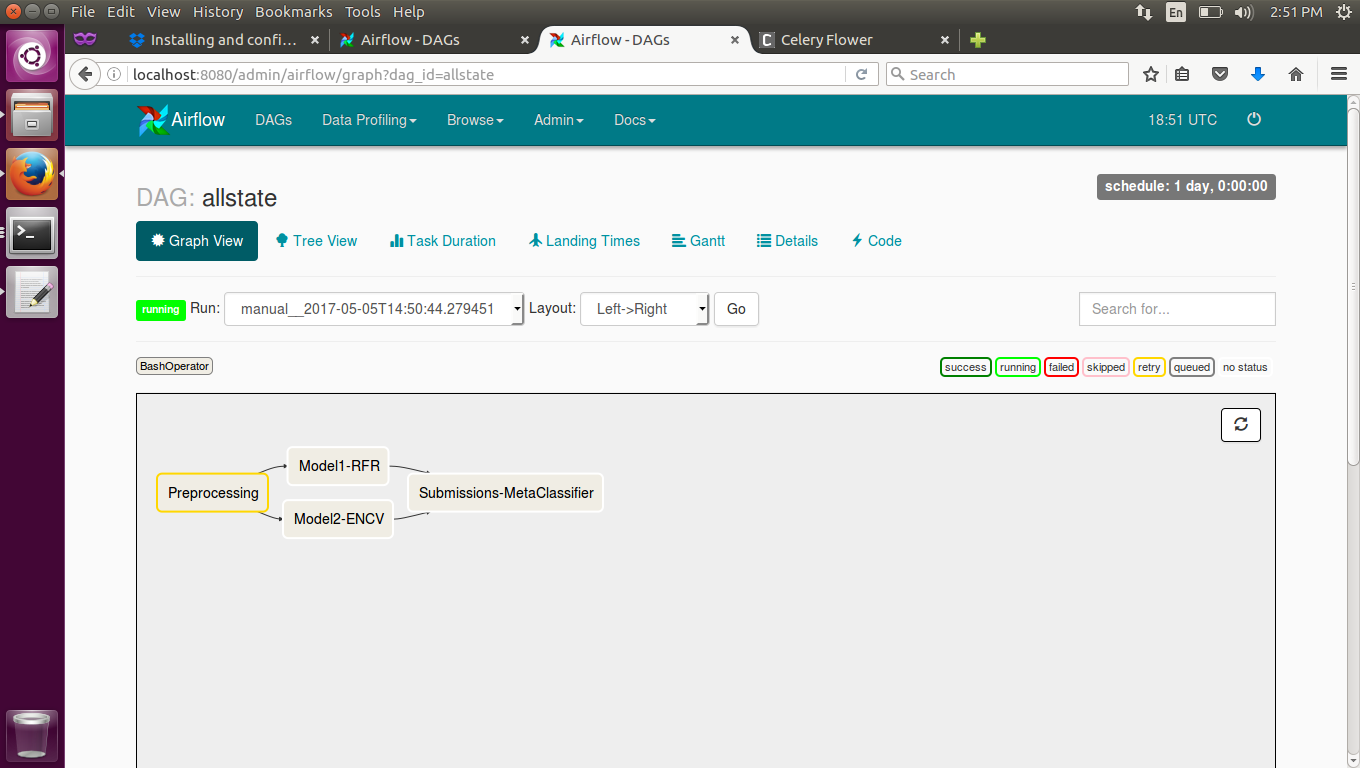 File Edit View History Bookmarks Tools Help
En
2:51 PM
Installing and confi...
Airflow - DAGs
Airflow - DAGs
C Celery Flower
localhost:8080/admin/airflow/graph?dag_id=allstate
Search
Airflow DAGs Data Profiling Browse Admin Docs 18:51 UTC
DAG: allstate
schedule: 1 day, 0:00:00
Graph View Tree View Task Duration Landing Times Gantt Details Code
running Run: manual__2017-05-05T14:50:44.279451 Layout: Left->Right Go Search for...
BashOperator
success running failed skipped retry queued no status
Model1-RFR
Preprocessing
Submissions-MetaClassifier
Model2-ENCV